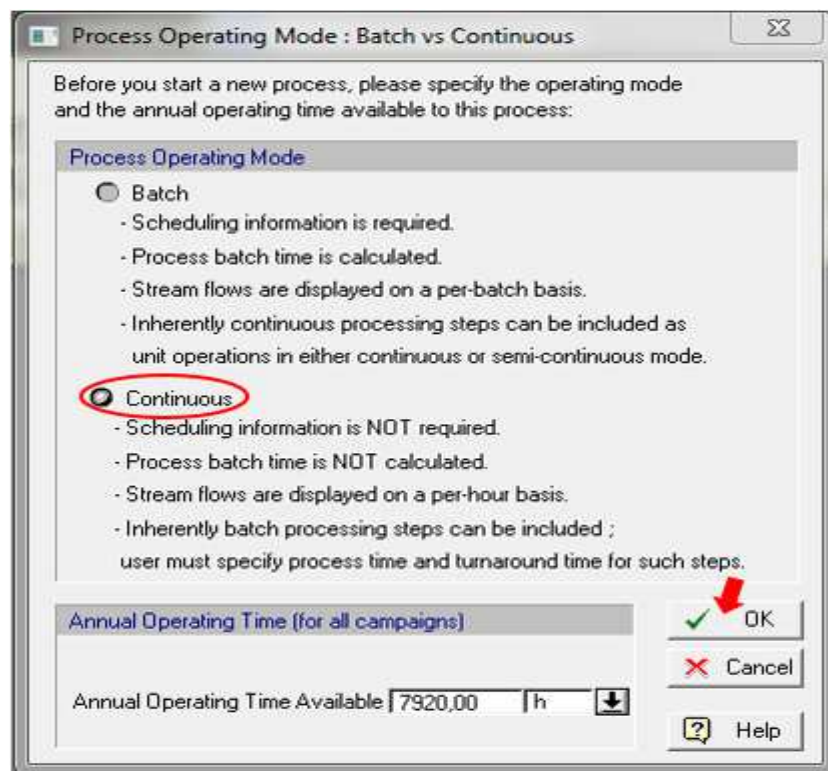 Process Operating Mode : Batch vs Continuous
Before you start a new process, please specify the operating mode
and the annual operating time available to this process:
Process Operating Mode
Batch
- Scheduling information is required.
- Process batch time is calculated.
- Stream flows are displayed on a per-batch basis.
- Inherently continuous processing steps can be included as
unit operations in either continuous or semi-continuous mode.
Continuous
- Scheduling information is NOT required.
- Process batch time is NOT calculated.
- Stream flows are displayed on a per-hour basis.
- Inherently batch processing steps can be included ;
user must specify process time and turnaround time for such steps.
Annual Operating Time (for all campaigns)
Annual Operating Time Available 7920,00 h
OK
Cancel
Help